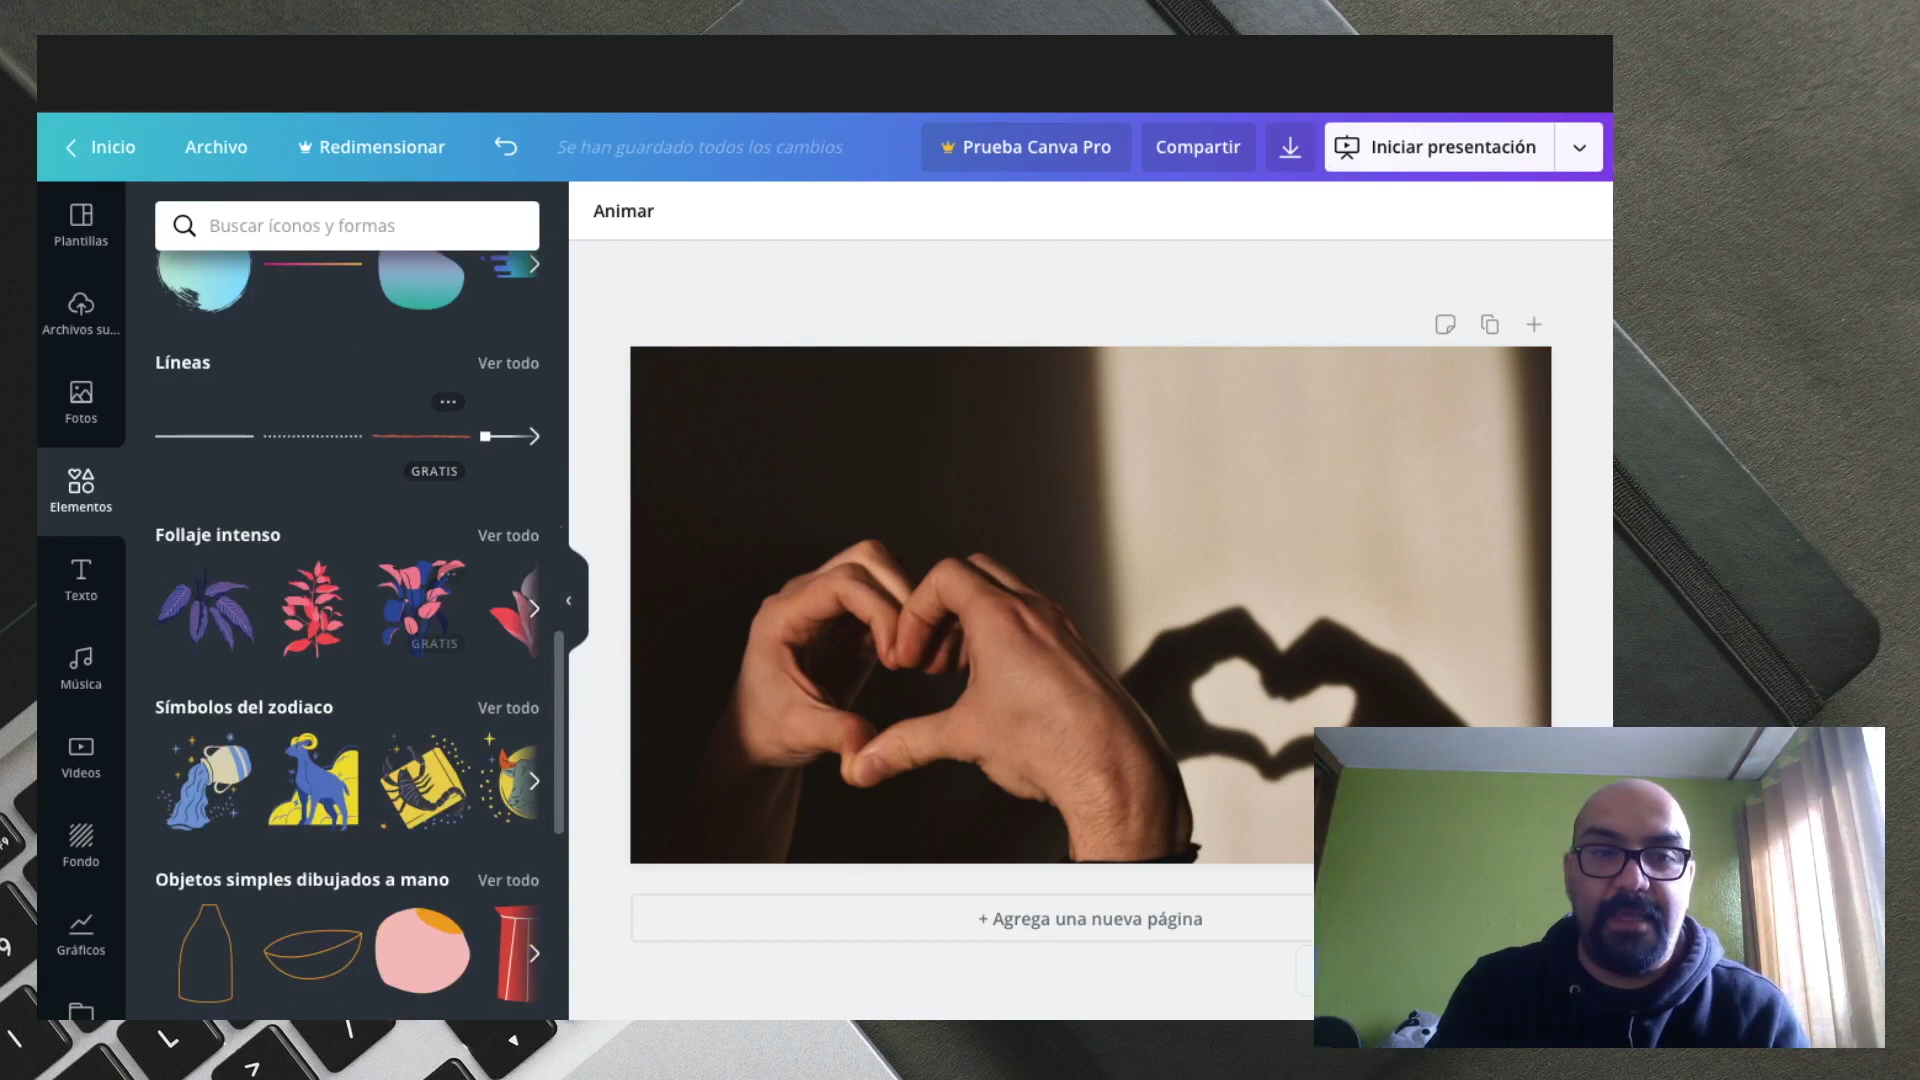 Inicio
Archivo
Redimensionar
Se han guardado todos los cambios
Prueba Canva Pro
Compartir
Iniciar presentación
Plantillas
Archivos su...
Fotos
Elementos
Texto
Música
Videos
Fondo
Gráficos
Buscar íconos y formas
Líneas
Ver todo
GRATIS
Follaje intenso
Ver todo
GRATIS
Símbolos del zodiaco
Ver todo
Objetos simples dibujados a mano
Ver todo
Animar
+ Agrega una nueva página
9
L